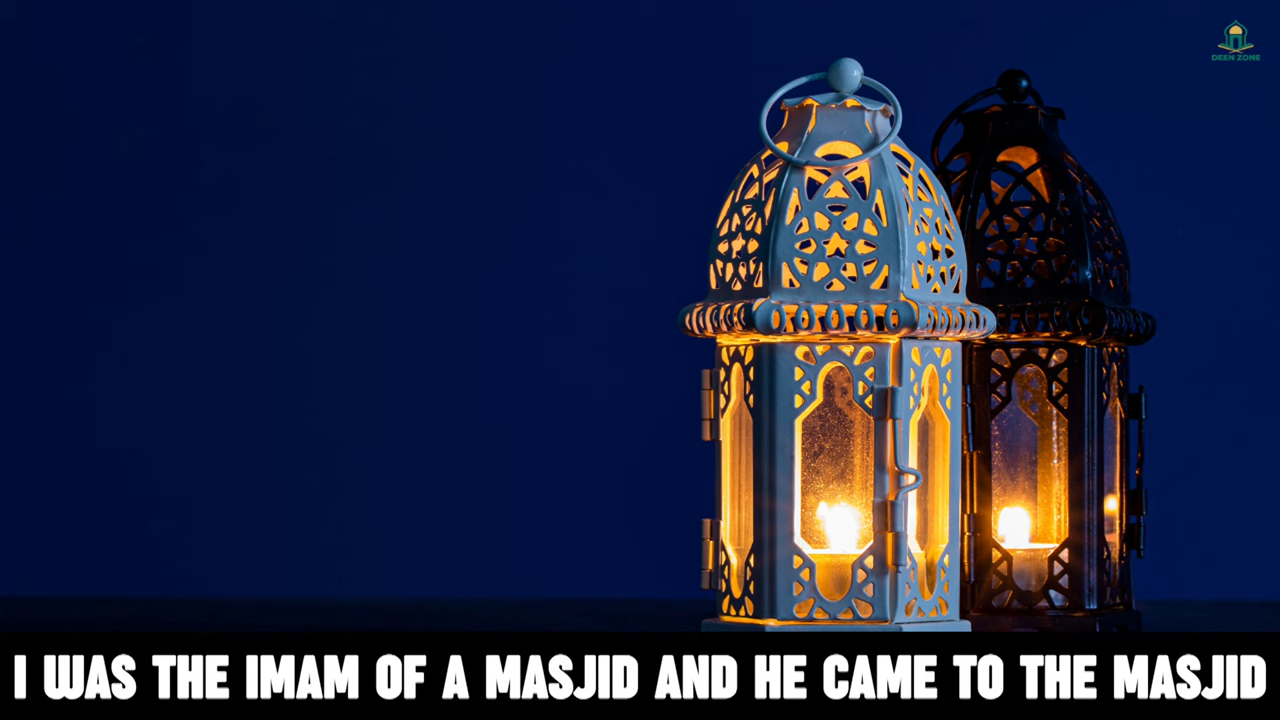 DEEN ZONE
I WAS THE IMAM OF A MASJID AND HE CAME TO THE MASJID